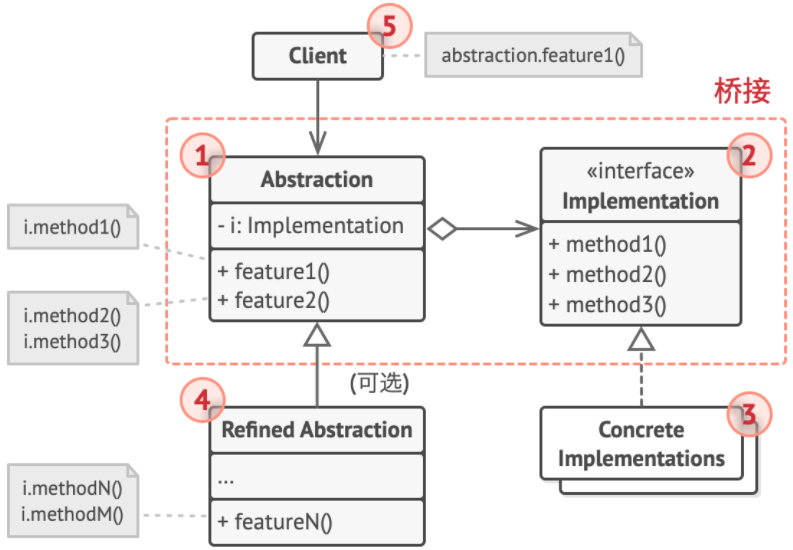 5
Client
abstraction.feature1()
桥接
1
Abstraction
- i: Implementation
+ feature1()
+ feature2()
i.method1()
i.method2()
i.method3()
2
«interface»
Implementation
+ method1()
+ method2()
+ method3()
(可选)
4
Refined Abstraction
...
+ featureN()
i.methodN()
i.methodM()
3
Concrete
Implementations